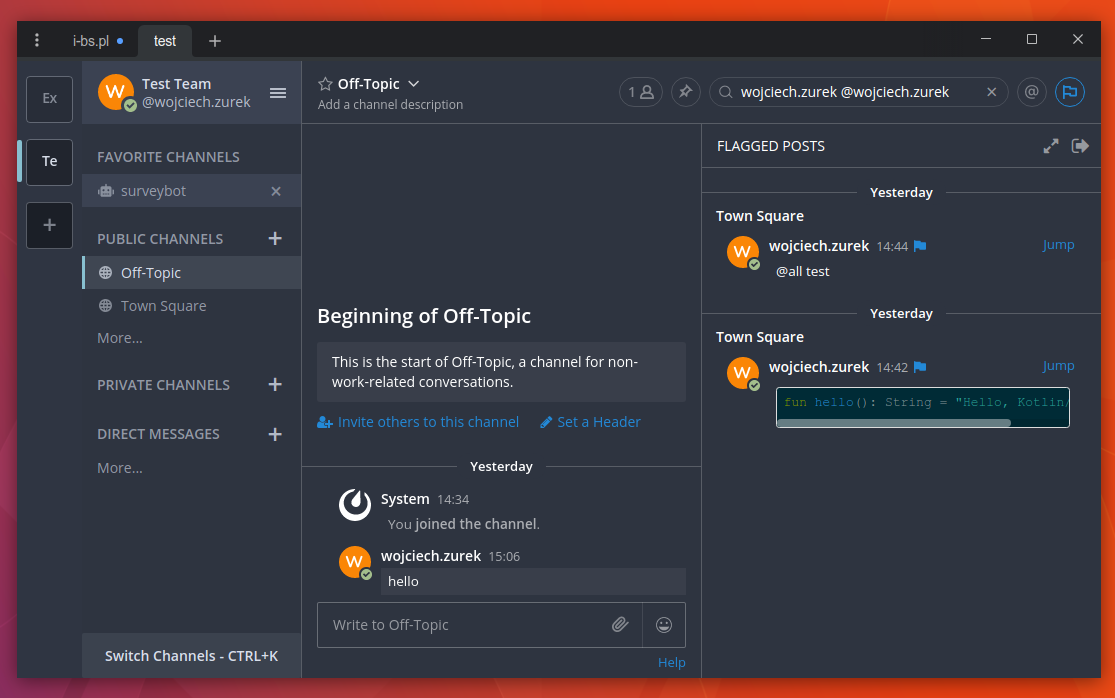 i-bs.pl
test
Ex
Te
+
W
Test Team
@wojciech.zurek
FAVORITE CHANNELS
surveybot
PUBLIC CHANNELS
Off-Topic
Town Square
More...
PRIVATE CHANNELS
DIRECT MESSAGES
More...
Switch Channels - CTRL+K
Off-Topic
Add a channel description
1
wojciech.zurek @wojciech.zurek
@
Beginning of Off-Topic
This is the start of Off-Topic, a channel for non-
work-related conversations.
Invite others to this channel
Set a Header
Yesterday
System 14:34
You joined the channel.
W
wojciech.zurek 15:06
hello
Write to Off-Topic
Help
FLAGGED POSTS
Yesterday
Town Square
W
wojciech.zurek 14:44
Jump
@all test
Yesterday
Town Square
W
wojciech.zurek 14:42
Jump
fun hello(): String = "Hello, Kotlin/